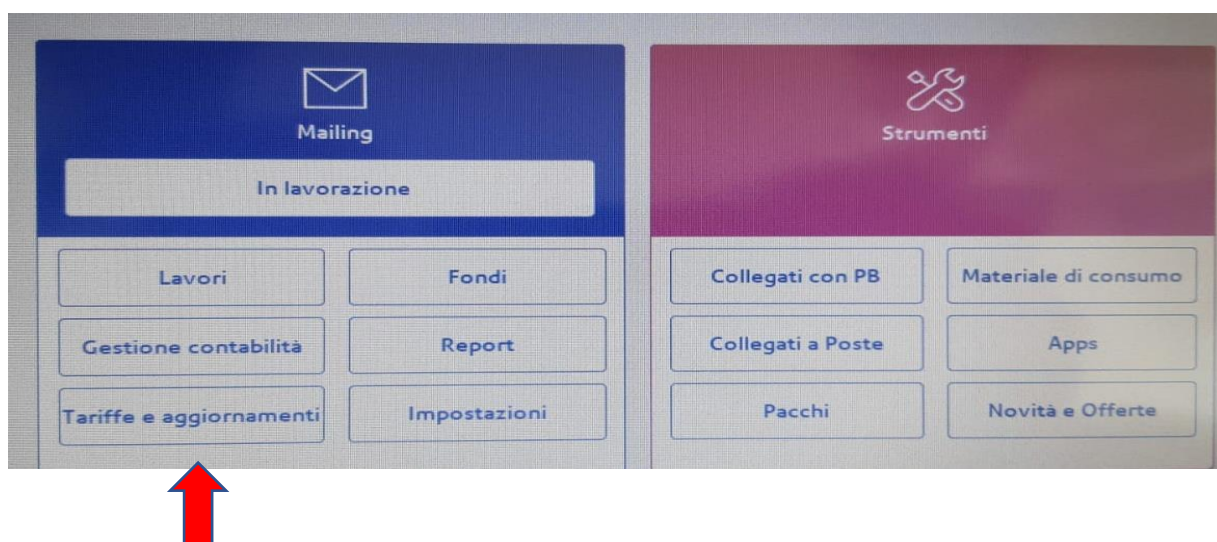 Mailing
In lavorazione
Lavori
Fondi
Gestione contabilità
Report
Tariffe e aggiornamenti
Impostazioni
Strumenti
Collegati con PB
Materiale di consumo
Collegati a Poste
Apps
Pacchi
Novità e Offerte